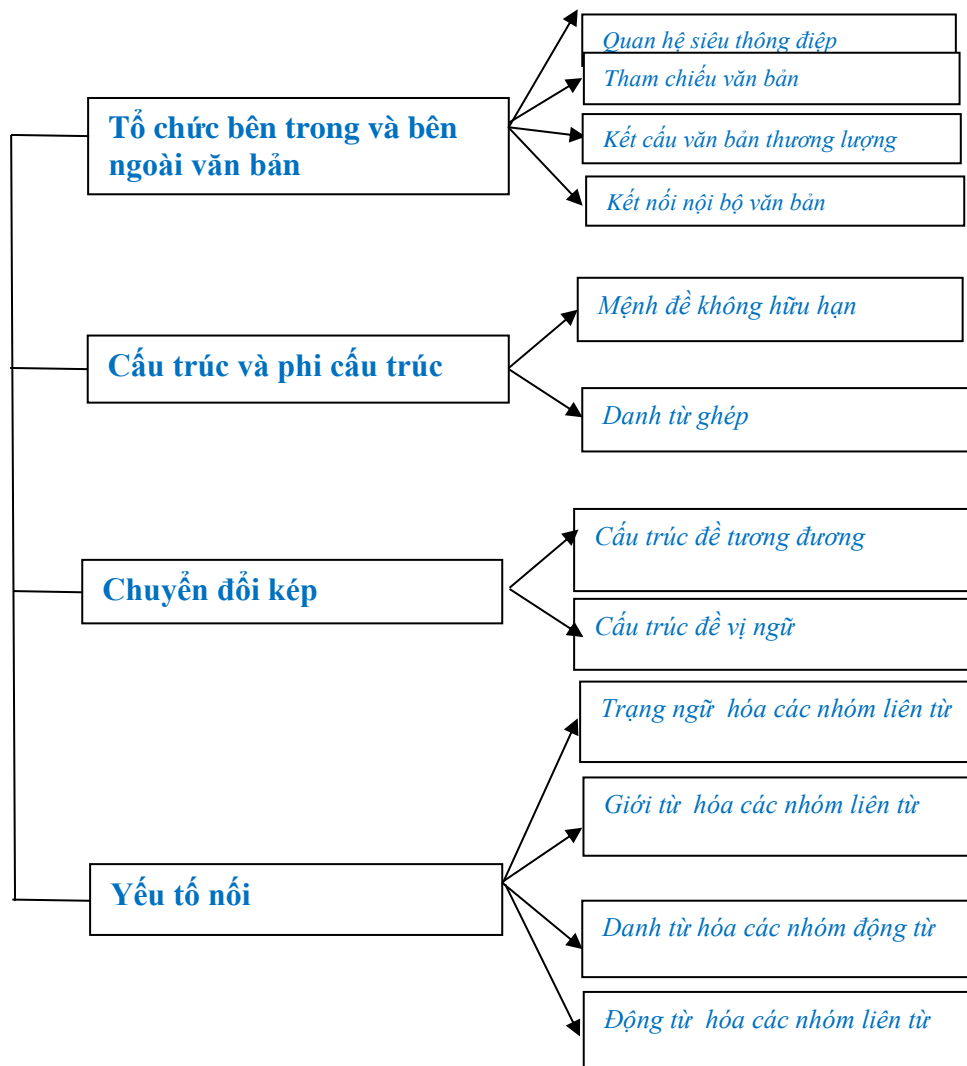 Quan hệ siêu thông điệp
Tham chiếu văn bản
Tổ chức bên trong và bên
ngoài văn bản
Kết cấu văn bản thương lượng
Kết nối nội bộ văn bản
Mệnh đề không hữu hạn
Cấu trúc và phi cấu trúc
Danh từ ghép
Cấu trúc đề tương đương
Chuyển đổi kép
Cấu trúc đề vị ngữ
Trạng ngữ hóa các nhóm liên từ
Giới từ hóa các nhóm liên từ
Yếu tố nối
Danh từ hóa các nhóm động từ
Động từ hóa các nhóm liên từ